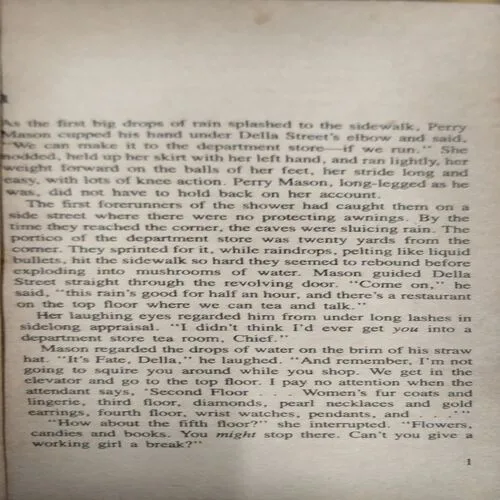 As the first big drops of rain splashed to the sidewalk, Perry
Mason cupped his hand under Della Street's elbow and said,
"We can make it to the department store—if we run." She
nodded, held up her skirt with her left hand, and ran lightly, her
weight forward on the balls of her feet, her stride long and
easy, with lots of knee action. Perry Mason, long-legged as he
was, did not have to hold back on her account.
The first forerunners of the shower had caught them on a
side street where there were no protecting awnings. By the
time they reached the corner, the eaves were sluicing rain. The
portico of the department store was twenty yards from the
corner. They sprinted for it, while raindrops, pelting like liquid
bullets, hit the sidewalk so hard they seemed to rebound before
exploding into mushrooms of water. Mason guided Della
Street straight through the revolving door. "Come on," he
said, "this rain's good for half an hour, and there's a restaurant
on the top floor where we can tea and talk."
Her laughing eyes regarded him from under long lashes in
sidelong appraisal. "I didn't think I'd ever get you into a
department store tea room, Chief."
Mason regarded the drops of water on the brim of his straw
hat. "It's Fate, Della," he laughed. "And remember, I'm not
going to squire you around while you shop. We get in the
elevator and go to the top floor. I pay no attention when the
attendant says, 'Second Floor . . . Women's fur coats and
lingerie, third floor, diamonds, pearl necklaces and gold
earrings, fourth floor, wrist watches, pendants, and . . .'"
"How about the fifth floor?" she interrupted. "Flowers,
candies and books. You might stop there. Can't you give a
working girl a break?"
1